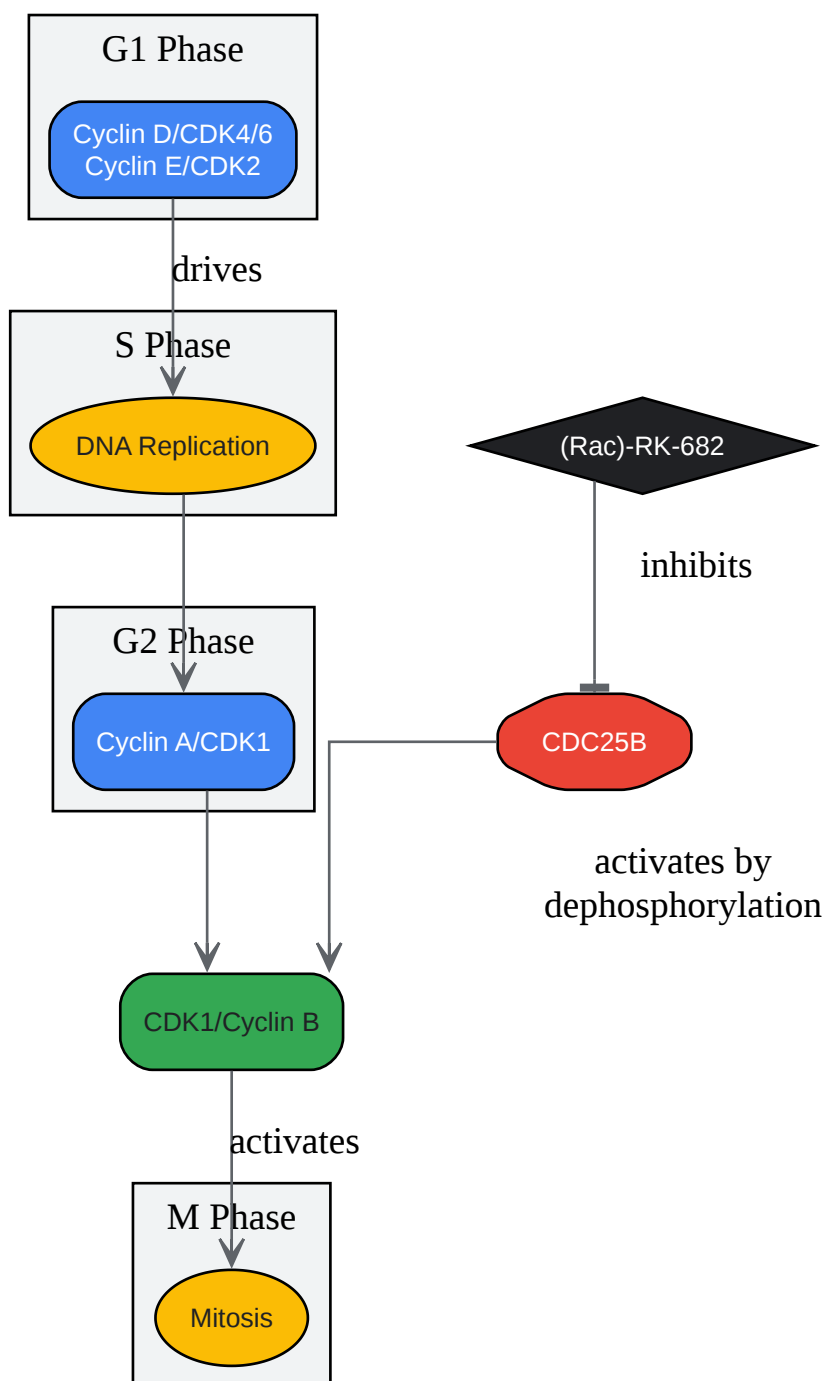 G1 Phase
Cyclin D/CDK4/6
Cyclin E/CDK2
drives
S Phase
DNA Replication
(Rac)-RK-682
inhibits
G2 Phase
Cyclin A/CDK1
CDC25B
activates by
dephosphorylation
CDK1/Cyclin B
activates
M Phase
Mitosis